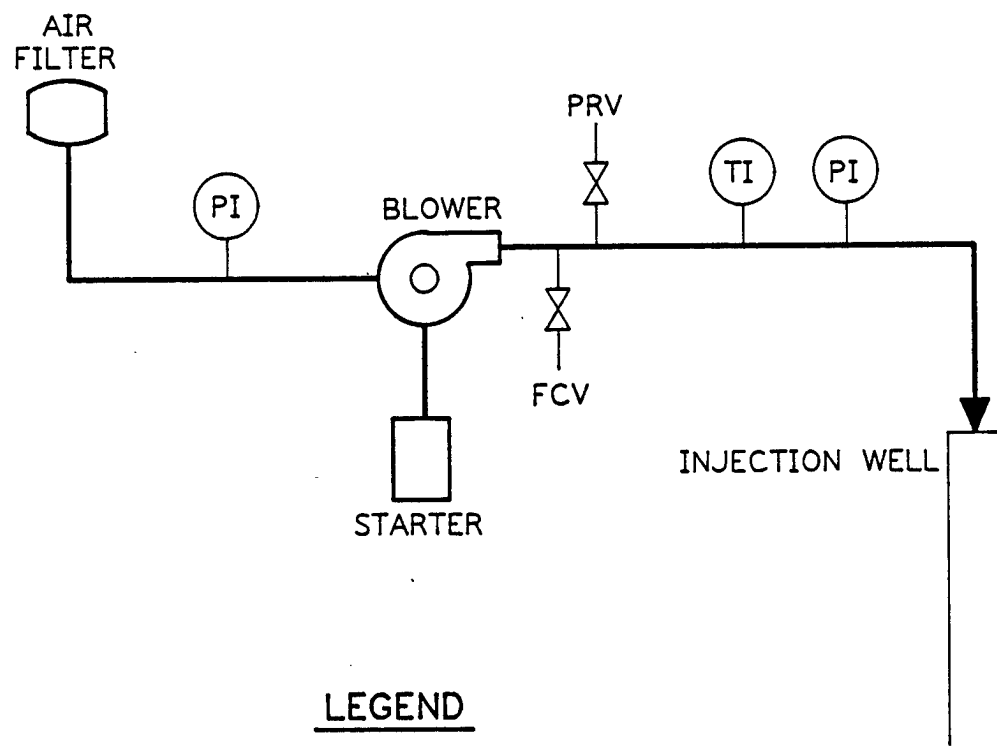 AIR
FILTER
PRV
PI
BLOWER
TI
PI
FCV
INJECTION WELL
STARTER
LEGEND